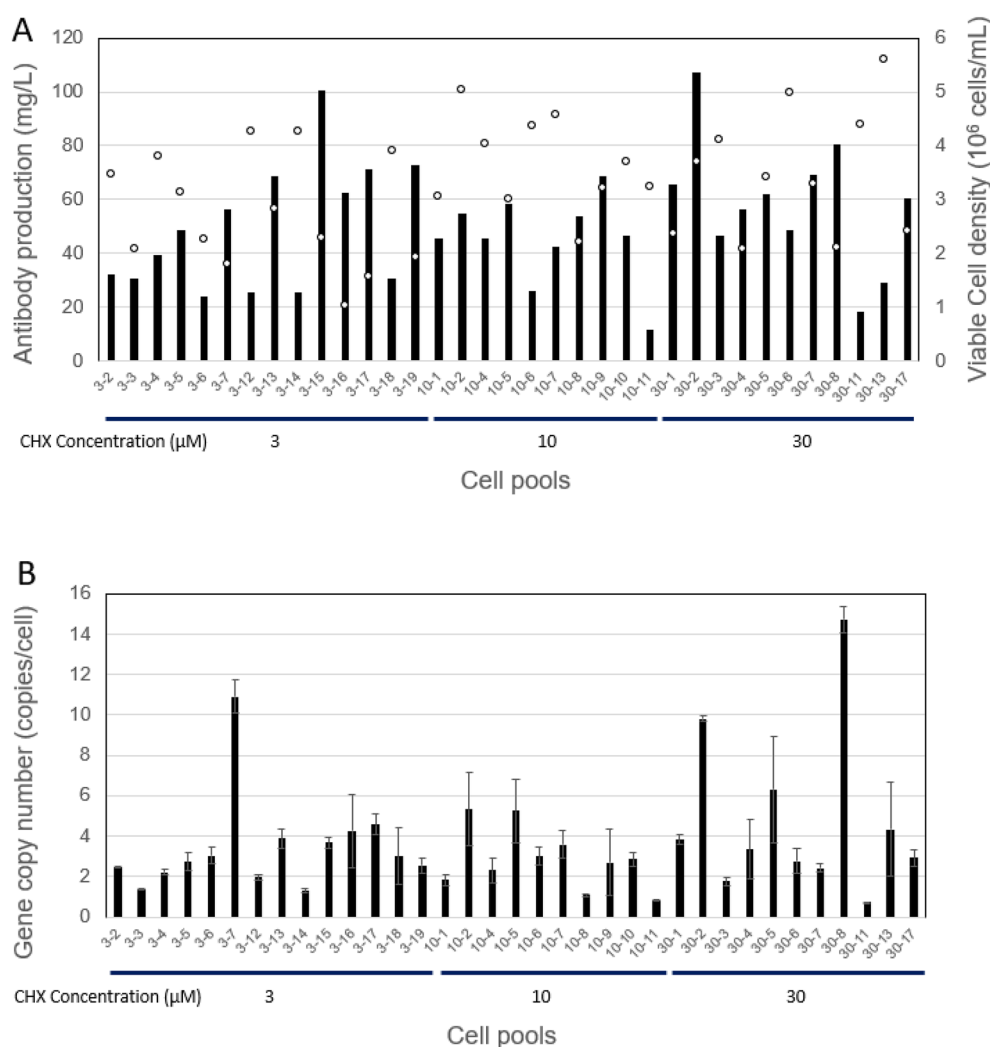 A
Antibody production (mg/L)
120
100
80
60
40
20
0
6
5
4
3
2
1
0
Viable Cell density (10⁶ cells/mL)
3-2 3-3 3-4 3-5 3-6 3-7 3-12 3-13 3-14 3-15 3-16 3-17 3-18 3-19 10-1 10-2 10-4 10-5 10-6 10-7 10-8 10-9 10-10 10-11 30-1 30-2 30-3 30-4 30-5 30-6 30-7 30-8 30-11 30-13 30-17
CHX Concentration (μM) 3 10 30
Cell pools
B
Gene copy number (copies/cell)
16
14
12
10
8
6
4
2
0
3-2 3-3 3-4 3-5 3-6 3-7 3-12 3-13 3-14 3-15 3-16 3-17 3-18 3-19 10-1 10-2 10-4 10-5 10-6 10-7 10-8 10-9 10-10 10-11 30-1 30-2 30-3 30-4 30-5 30-6 30-7 30-8 30-11 30-13 30-17
CHX Concentration (μM) 3 10 30
Cell pools